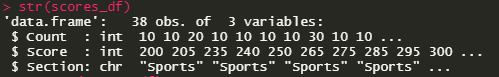 > str(scores_df)
'data.frame':   38 obs. of  3 variables:
 $ Count  : int  10 10 20 10 10 10 10 30 10 10 ...
 $ Score  : int  200 205 235 240 250 265 275 285 295 300 ...
 $ Section: chr  "Sports" "Sports" "Sports" "Sports" ...